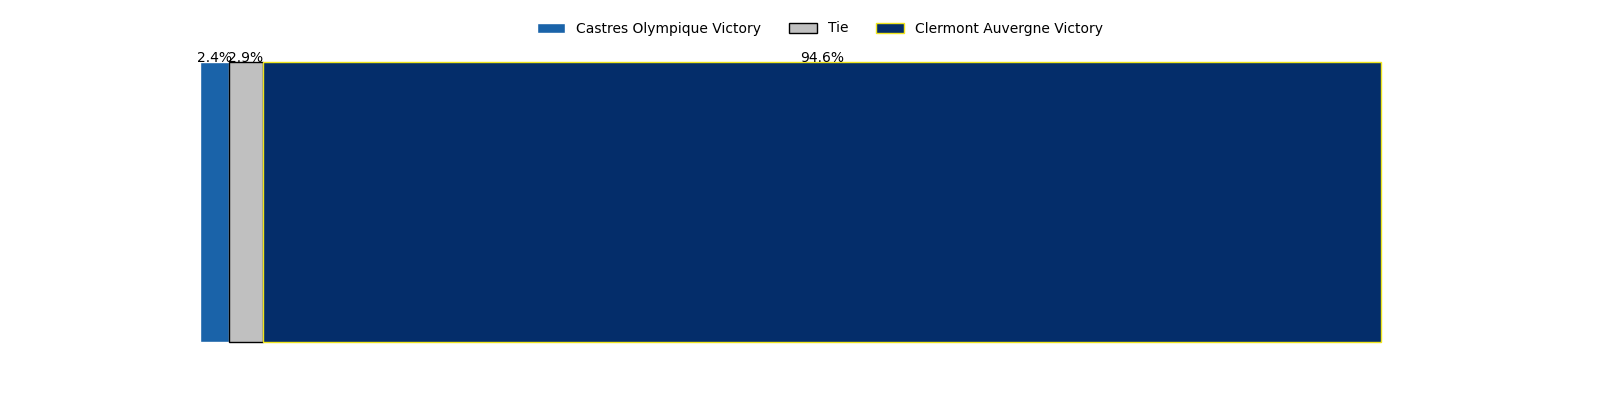 Castres Olympique Victory Tie Clermont Auvergne Victory
2.4% 2.9% 94.6%